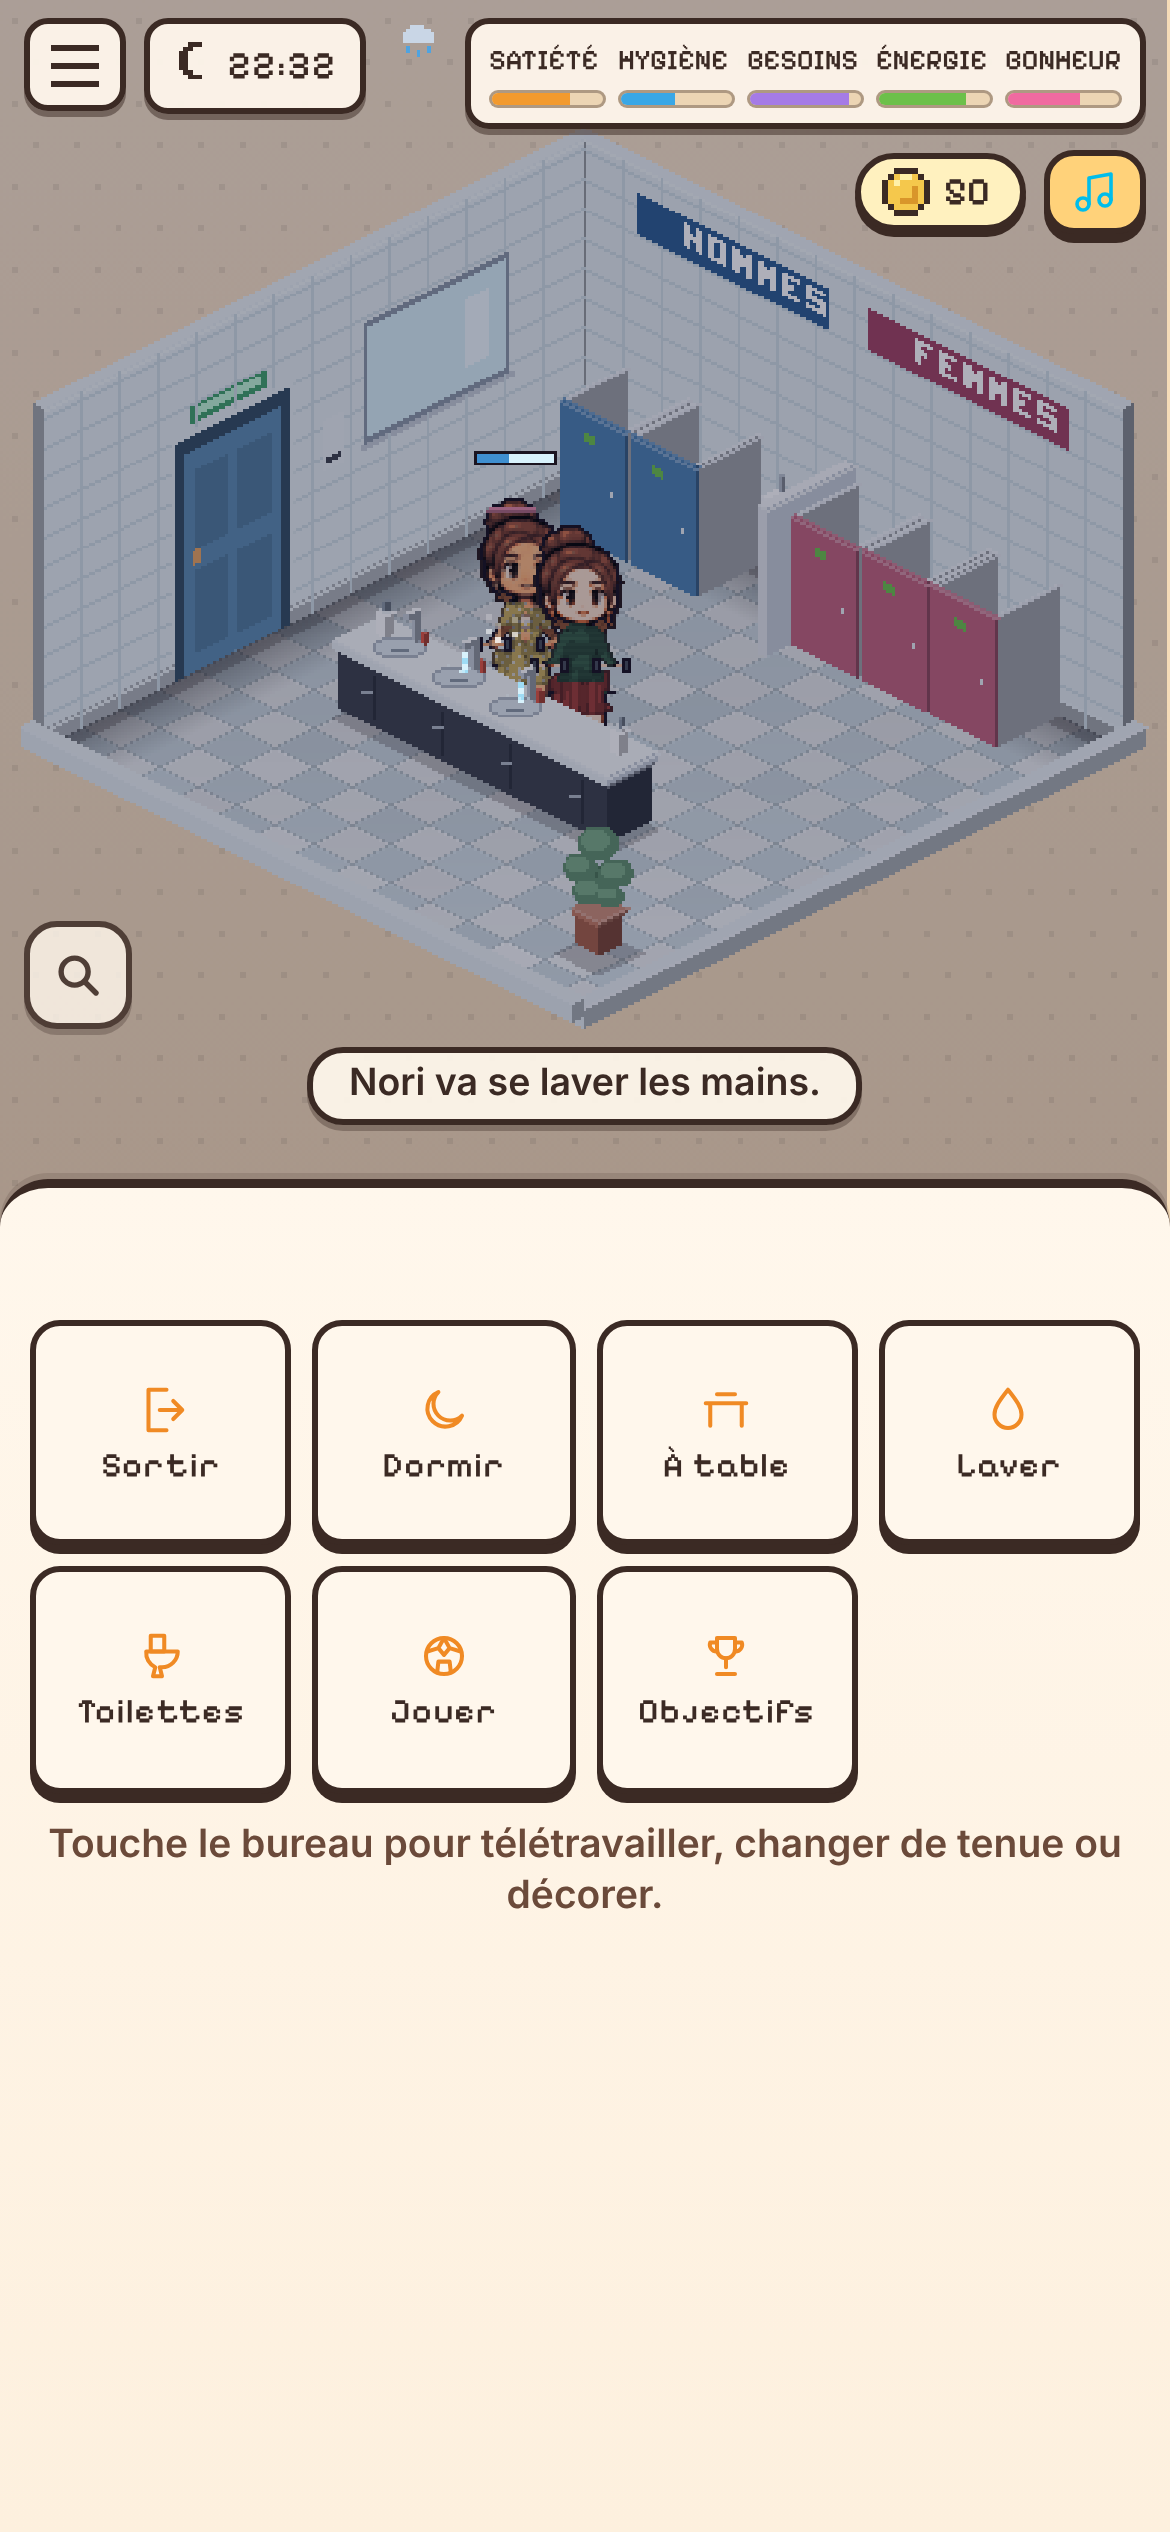 22:32
SATIÉTÉ HYGIÈNE BESOINS ÉNERGIE BONHEUR
50
HOMMES
FEMMES
Nori va se laver les mains.
Sortir
Dormir
À table
Laver
Toilettes
Jouer
Objectifs
Touche le bureau pour télétravailler, changer de tenue ou
décorer.